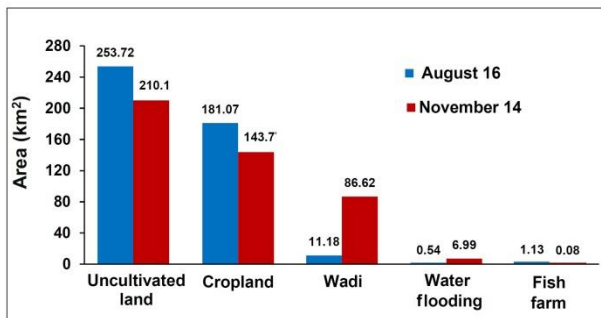 Area (km²)
280
240
200
160
120
80
40
0
253.72
210.1
181.07
143.7
11.18
86.62
0.54
6.99
1.13
0.08
August 16
November 14
Uncultivated
land
Cropland
Wadi
Water
flooding
Fish
farm